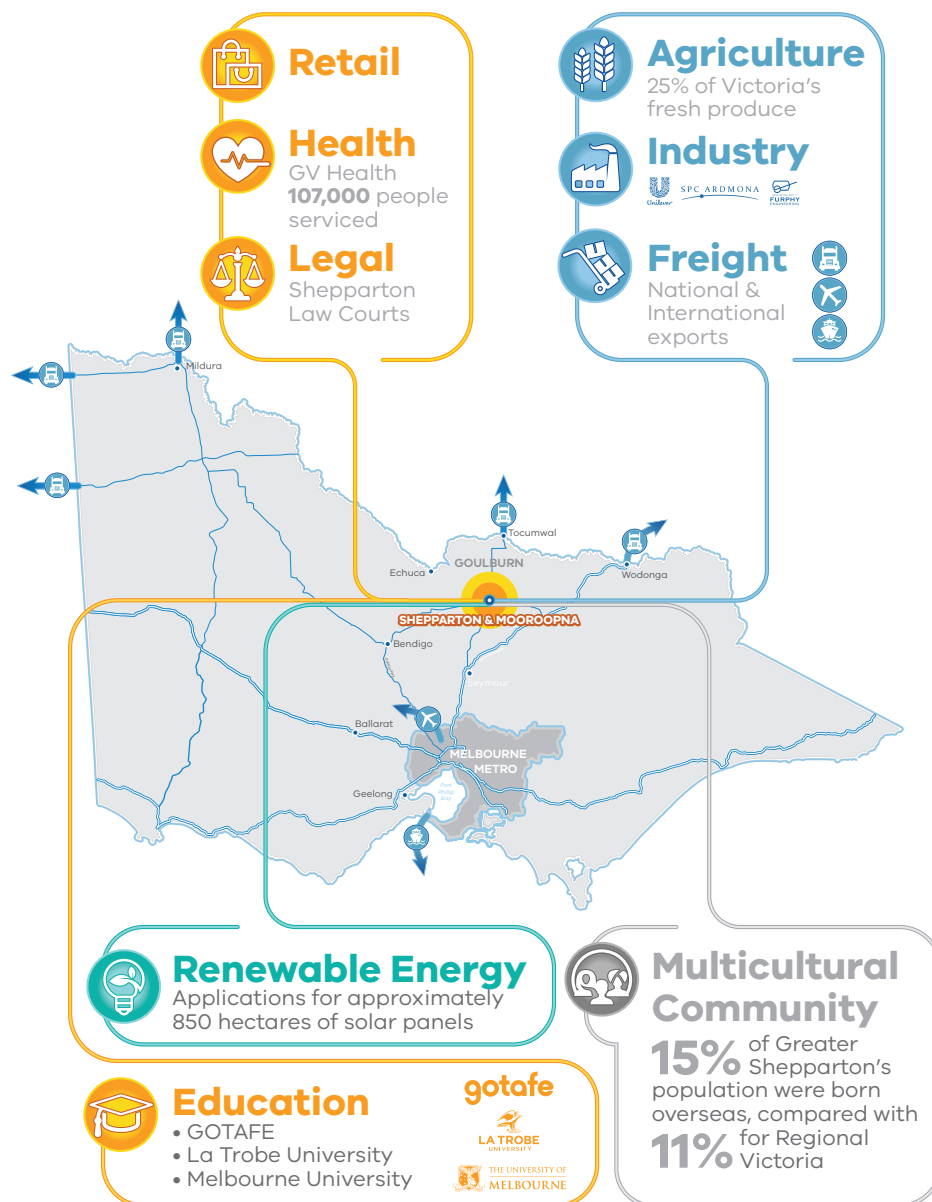 Retail
Health
GV Health
107,000 people
serviced
Legal
Shepparton
Law Courts
Agriculture
25% of Victoria's
fresh produce
Industry
Unilever
SPC ARDMONA
FURPHY
ENGINEERING
Freight
National &
International
exports
Mildura
Tocumwal
GOULBURN
Echuca
Wodonga
SHEPPARTON & MOOROOPNA
Bendigo
Seymour
Ballarat
MELBOURNE
METRO
Geelong
Port
Phillip
Bay
Renewable Energy
Applications for approximately
850 hectares of solar panels
Multicultural
Community
15% of Greater
Shepparton's
population were born
overseas, compared with
11% for Regional
Victoria
Education
• GOTAFE
• La Trobe University
• Melbourne University
gotafe
LA TROBE
UNIVERSITY
THE UNIVERSITY OF
MELBOURNE